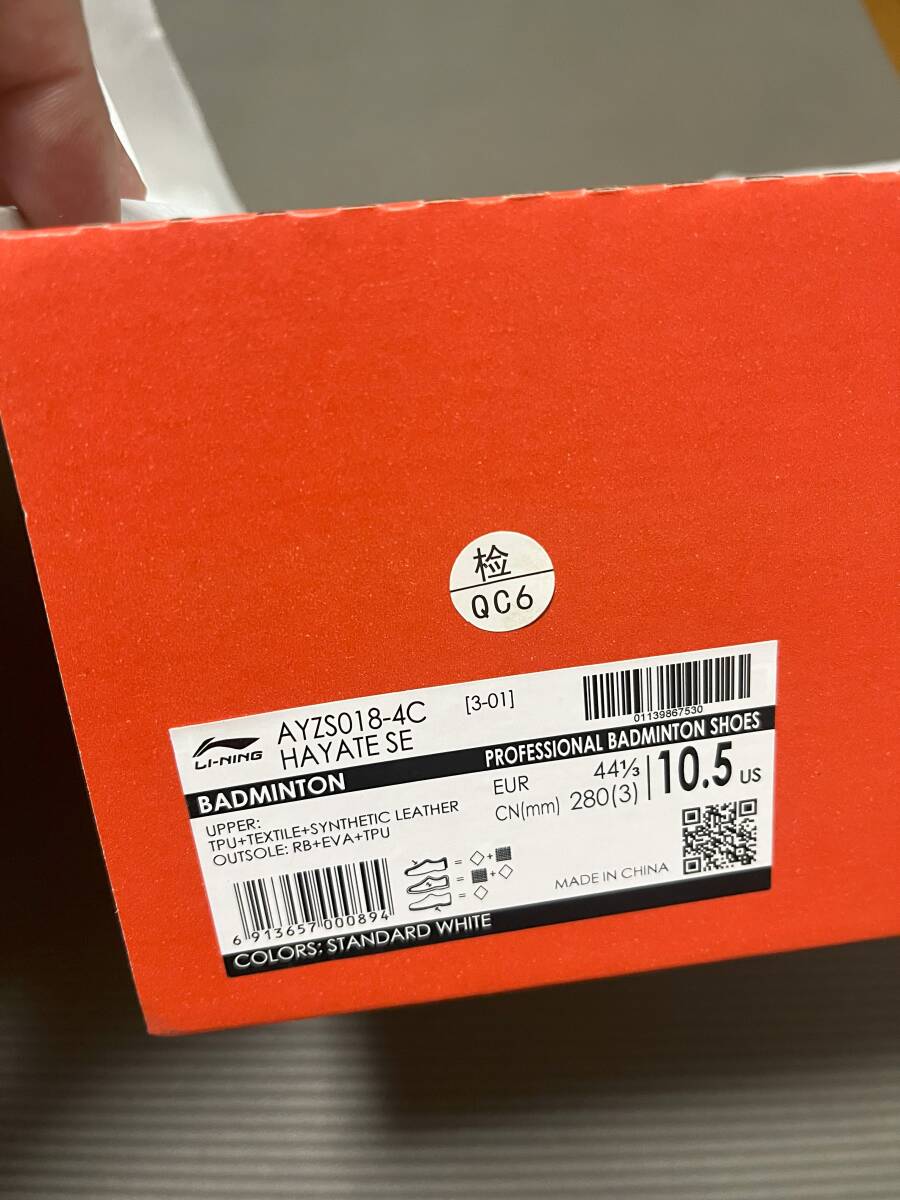 检
QC6
LI-NING
AYZS018-4C [3-01]
HAYATE SE
01139867530
BADMINTON PROFESSIONAL BADMINTON SHOES
UPPER:
TPU+TEXTILE+SYNTHETIC LEATHER
OUTSOLE: RB+EVA+TPU
EUR 44⅓
CN(mm) 280(3)
10.5 US
= +
= +
=
MADE IN CHINA
6 913657 000894
COLORS: STANDARD WHITE